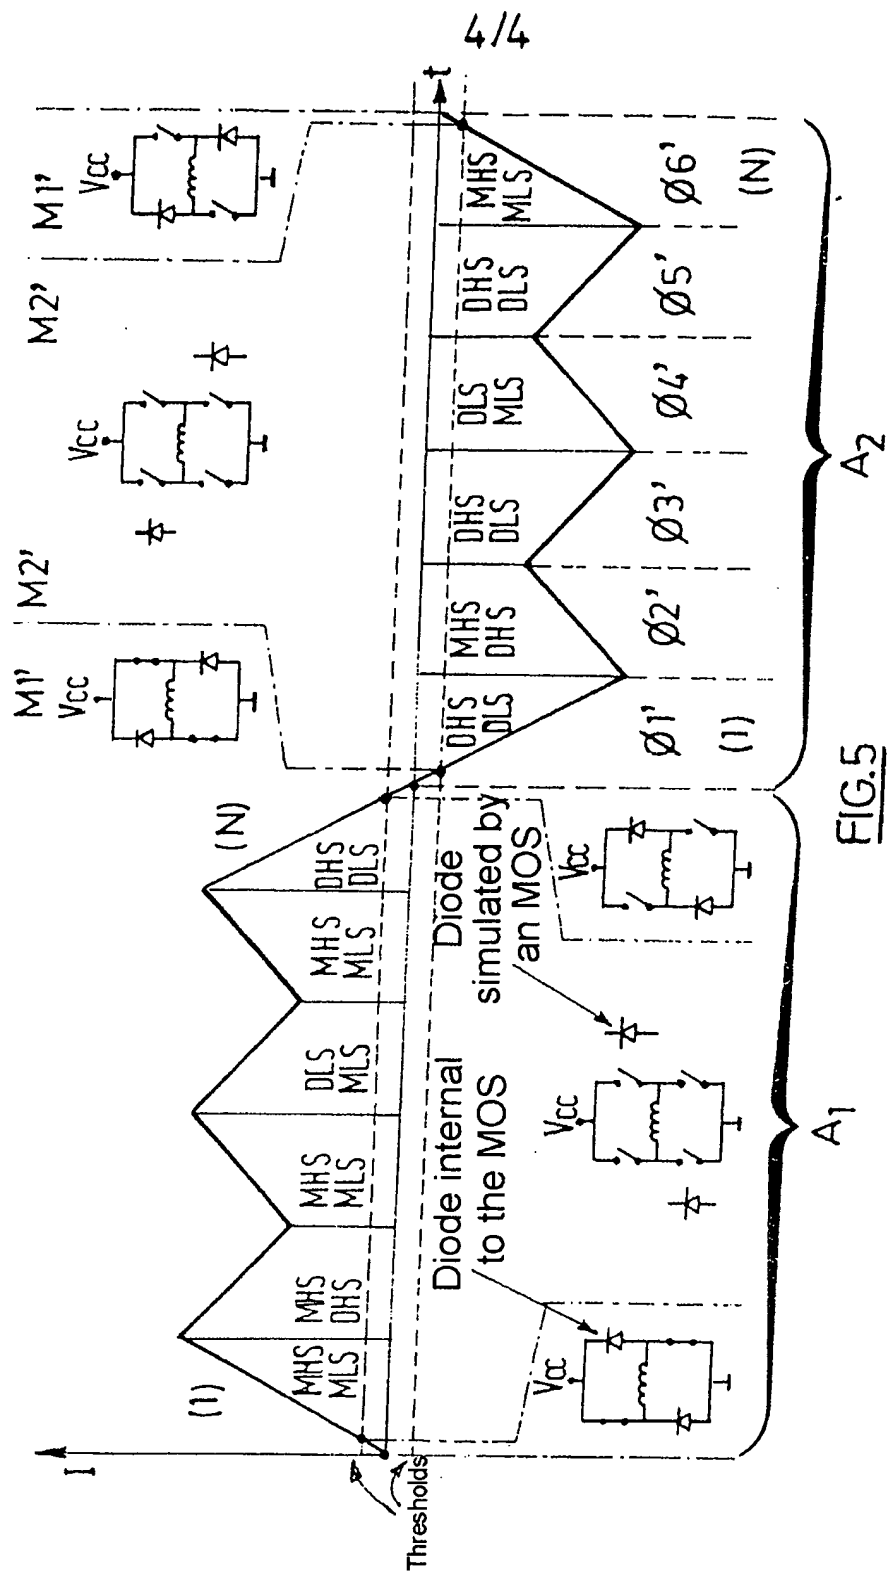 4/4
I
t
Thresholds
(1)
MHS
MLS
MHS
DHS
MHS
MLS
DLS
MLS
MHS
MLS
DHS
DLS
(N)
M1'
Vcc
M2'
M2'
Vcc
M1'
Vcc
DHS
DLS
MHS
DHS
DHS
DLS
DLS
MLS
DHS
DLS
MHS
MLS
Ø1'
Ø2'
Ø3'
Ø4'
Ø5'
Ø6'
(1)
(N)
Diode internal
to the MOS
Diode
simulated by
an MOS
Vcc
Vcc
Vcc
A1
A2
FIG.5